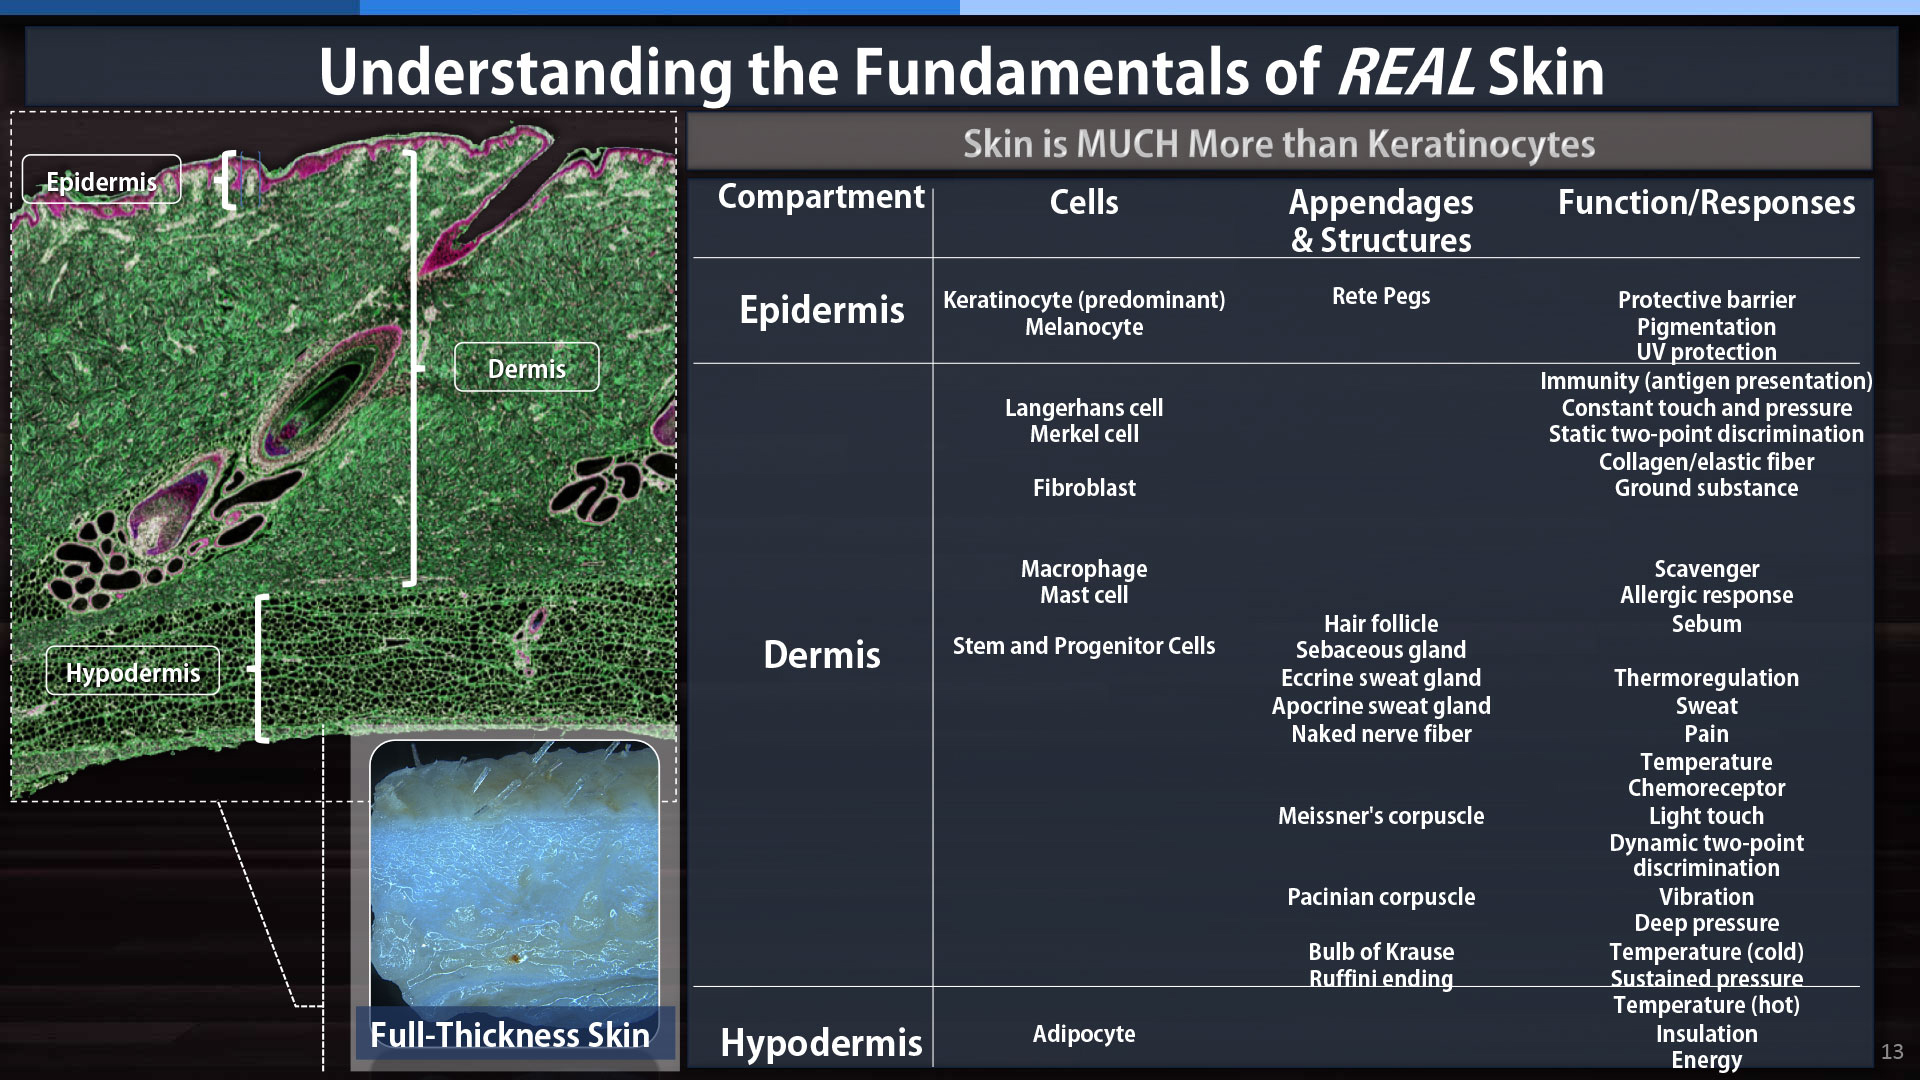 Understanding the Fundamentals of REAL Skin
Epidermis
Dermis
Hypodermis
Full-Thickness Skin
Skin is MUCH More than Keratinocytes
Compartment
Cells
Appendages
& Structures
Function/Responses
Epidermis
Keratinocyte (predominant)
Melanocyte
Rete Pegs
Protective barrier
Pigmentation
UV protection
Dermis
Langerhans cell
Merkel cell
Fibroblast
Macrophage
Mast cell
Stem and Progenitor Cells
Hair follicle
Sebaceous gland
Eccrine sweat gland
Apocrine sweat gland
Naked nerve fiber
Meissner's corpuscle
Pacinian corpuscle
Bulb of Krause
Ruffini ending
Immunity (antigen presentation)
Constant touch and pressure
Static two-point discrimination
Collagen/elastic fiber
Ground substance
Scavenger
Allergic response
Sebum
Thermoregulation
Sweat
Pain
Temperature
Chemoreceptor
Light touch
Dynamic two-point
discrimination
Vibration
Deep pressure
Temperature (cold)
Sustained pressure
Temperature (hot)
Hypodermis
Adipocyte
Insulation
Energy
13